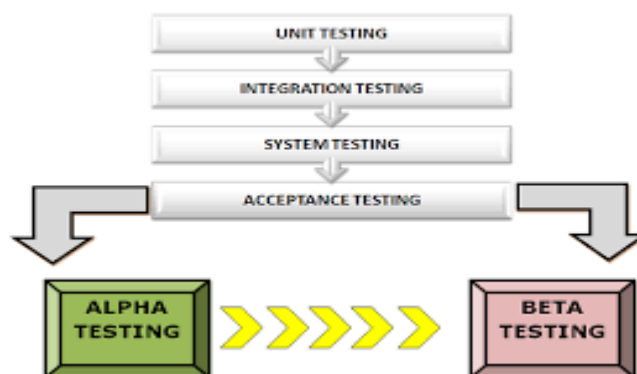 UNIT TESTING
INTEGRATION TESTING
SYSTEM TESTING
ACCEPTANCE TESTING
ALPHA
TESTING
BETA
TESTING